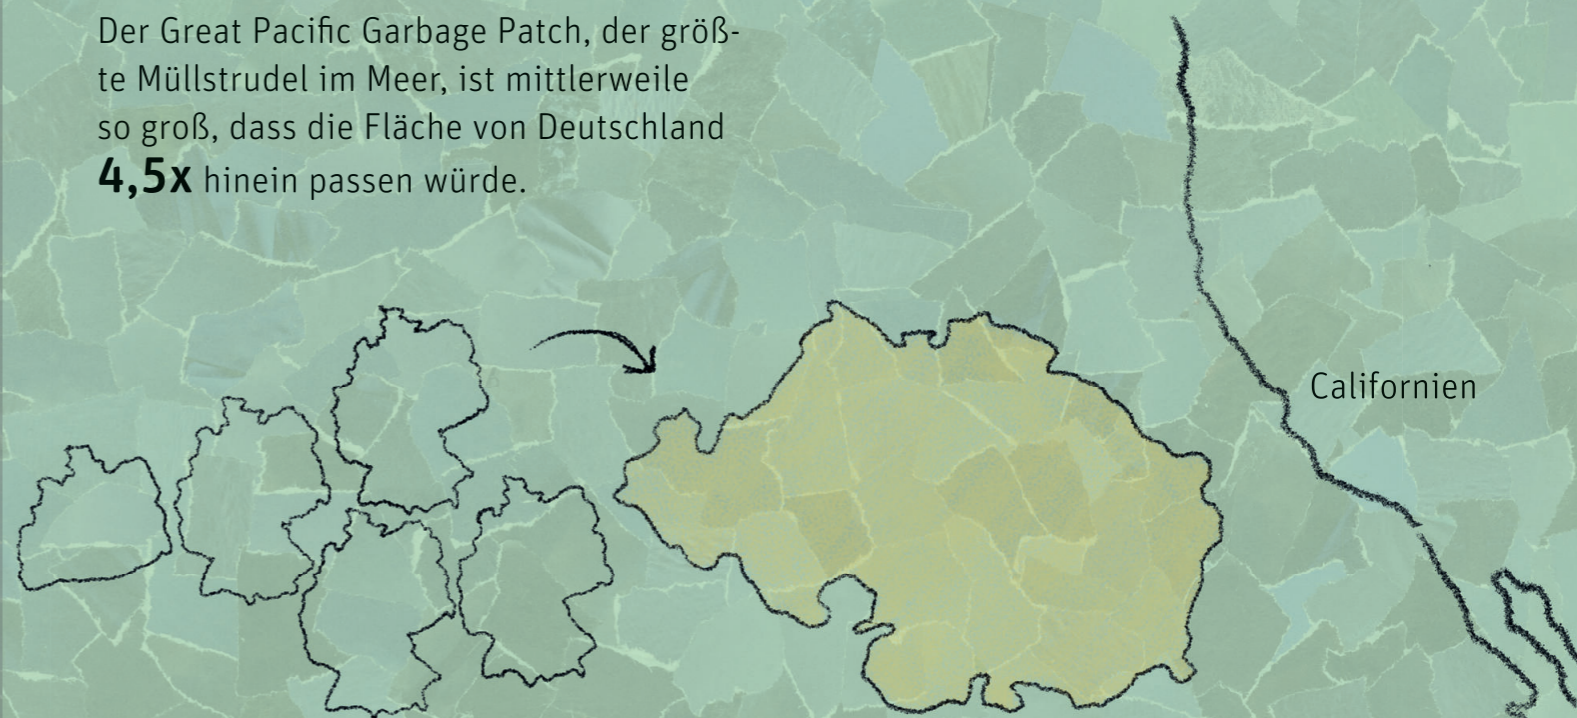 Der Great Pacific Garbage Patch, der größ-
te Müllstrudel im Meer, ist mittlerweile
so groß, dass die Fläche von Deutschland
4,5x hinein passen würde.
Californien